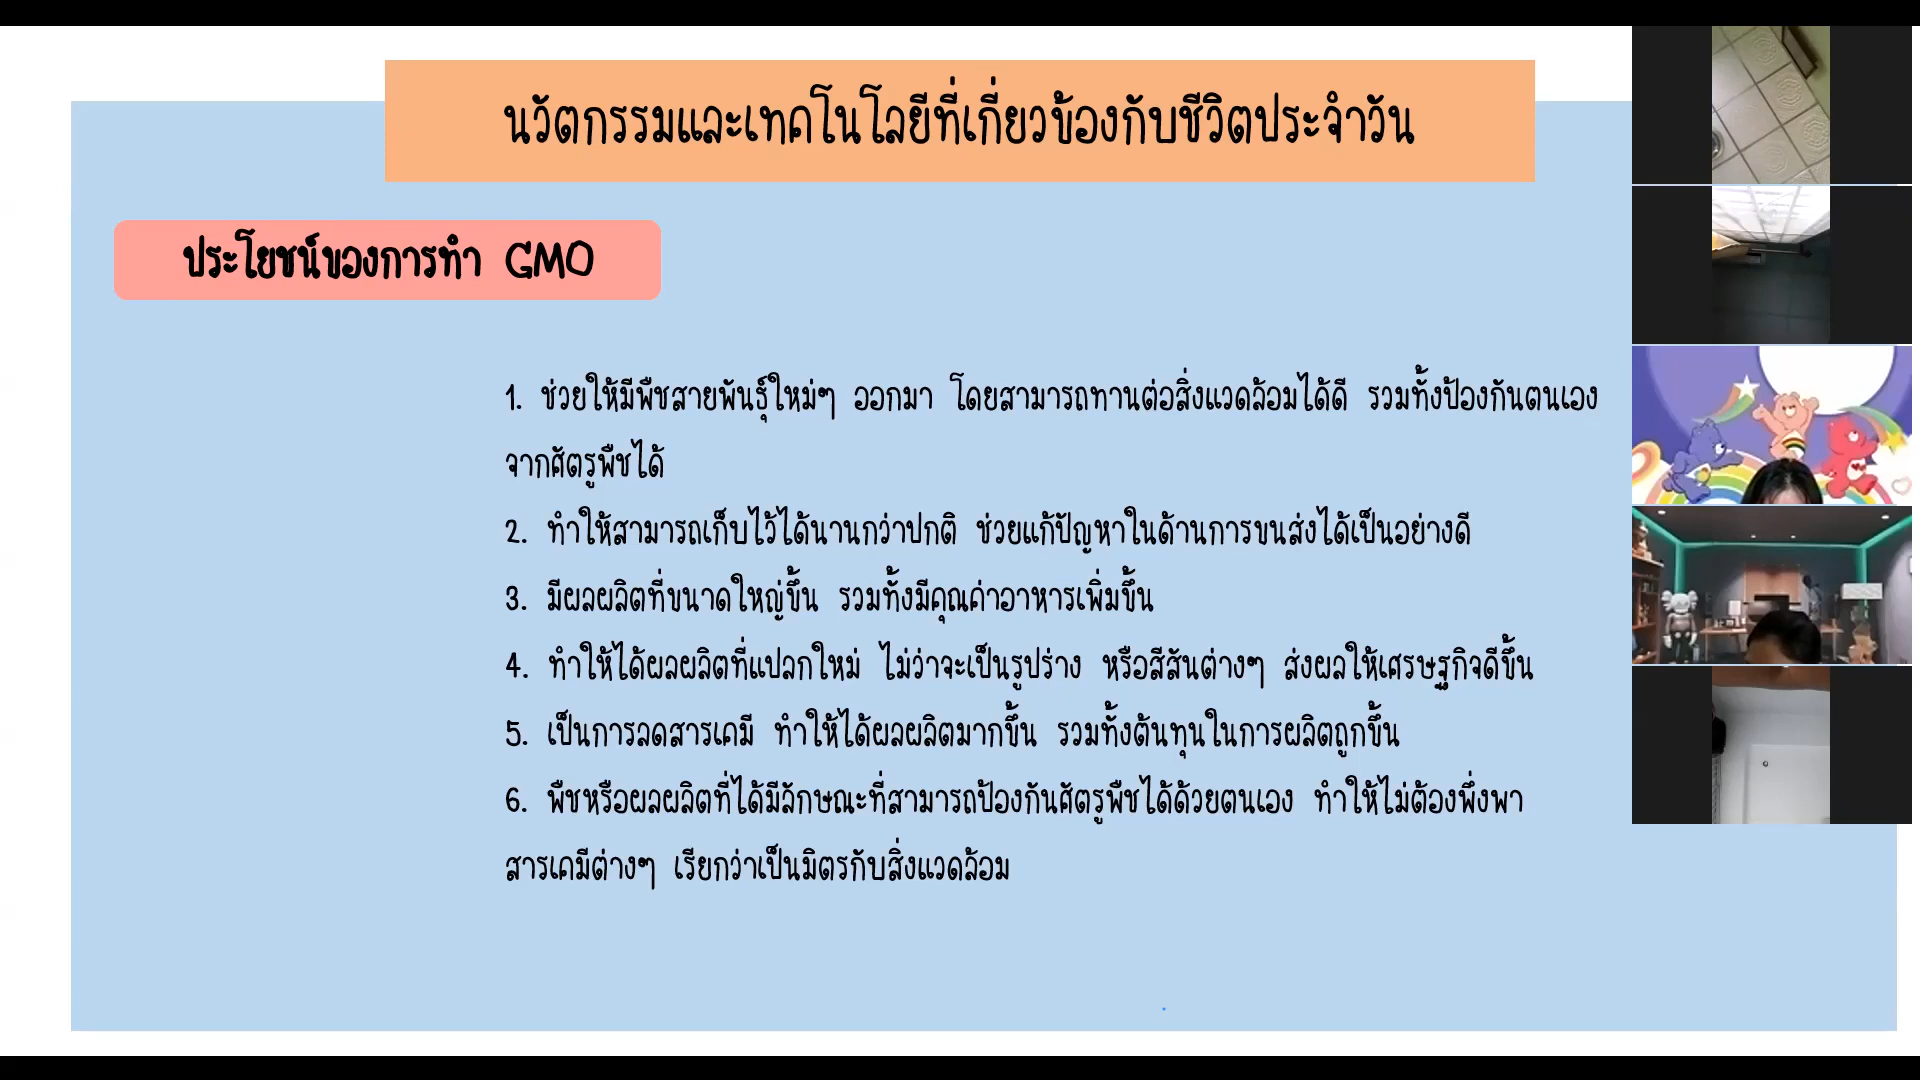 นวัตกรรมและเทคโนโลยีที่เกี่ยวข้องกับชีวิตประจำวัน
ประโยชน์ของการทำ GMO
1. ช่วยให้มีพืชสายพันธุ์ใหม่ๆ ออกมา โดยสามารถทานต่อสิ่งแวดล้อมได้ดี รวมทั้งป้องกันตนเอง
จากศัตรูพืชได้
2. ทำให้สามารถเก็บไว้ได้นานกว่าปกติ ช่วยแก้ปัญหาในด้านการขนส่งได้เป็นอย่างดี
3. มีผลผลิตที่ขนาดใหญ่ขึ้น รวมทั้งมีคุณค่าอาหารเพิ่มขึ้น
4. ทำให้ได้ผลผลิตที่แปลกใหม่ ไม่ว่าจะเป็นรูปร่าง หรือสีสันต่างๆ ส่งผลให้เศรษฐกิจดีขึ้น
5. เป็นการลดสารเคมี ทำให้ได้ผลผลิตมากขึ้น รวมทั้งต้นทุนในการผลิตถูกขึ้น
6. พืชหรือผลผลิตที่ได้มีลักษณะที่สามารถป้องกันศัตรูพืชได้ด้วยตนเอง ทำให้ไม่ต้องพึ่งพา
สารเคมีต่างๆ เรียกว่าเป็นมิตรกับสิ่งแวดล้อม